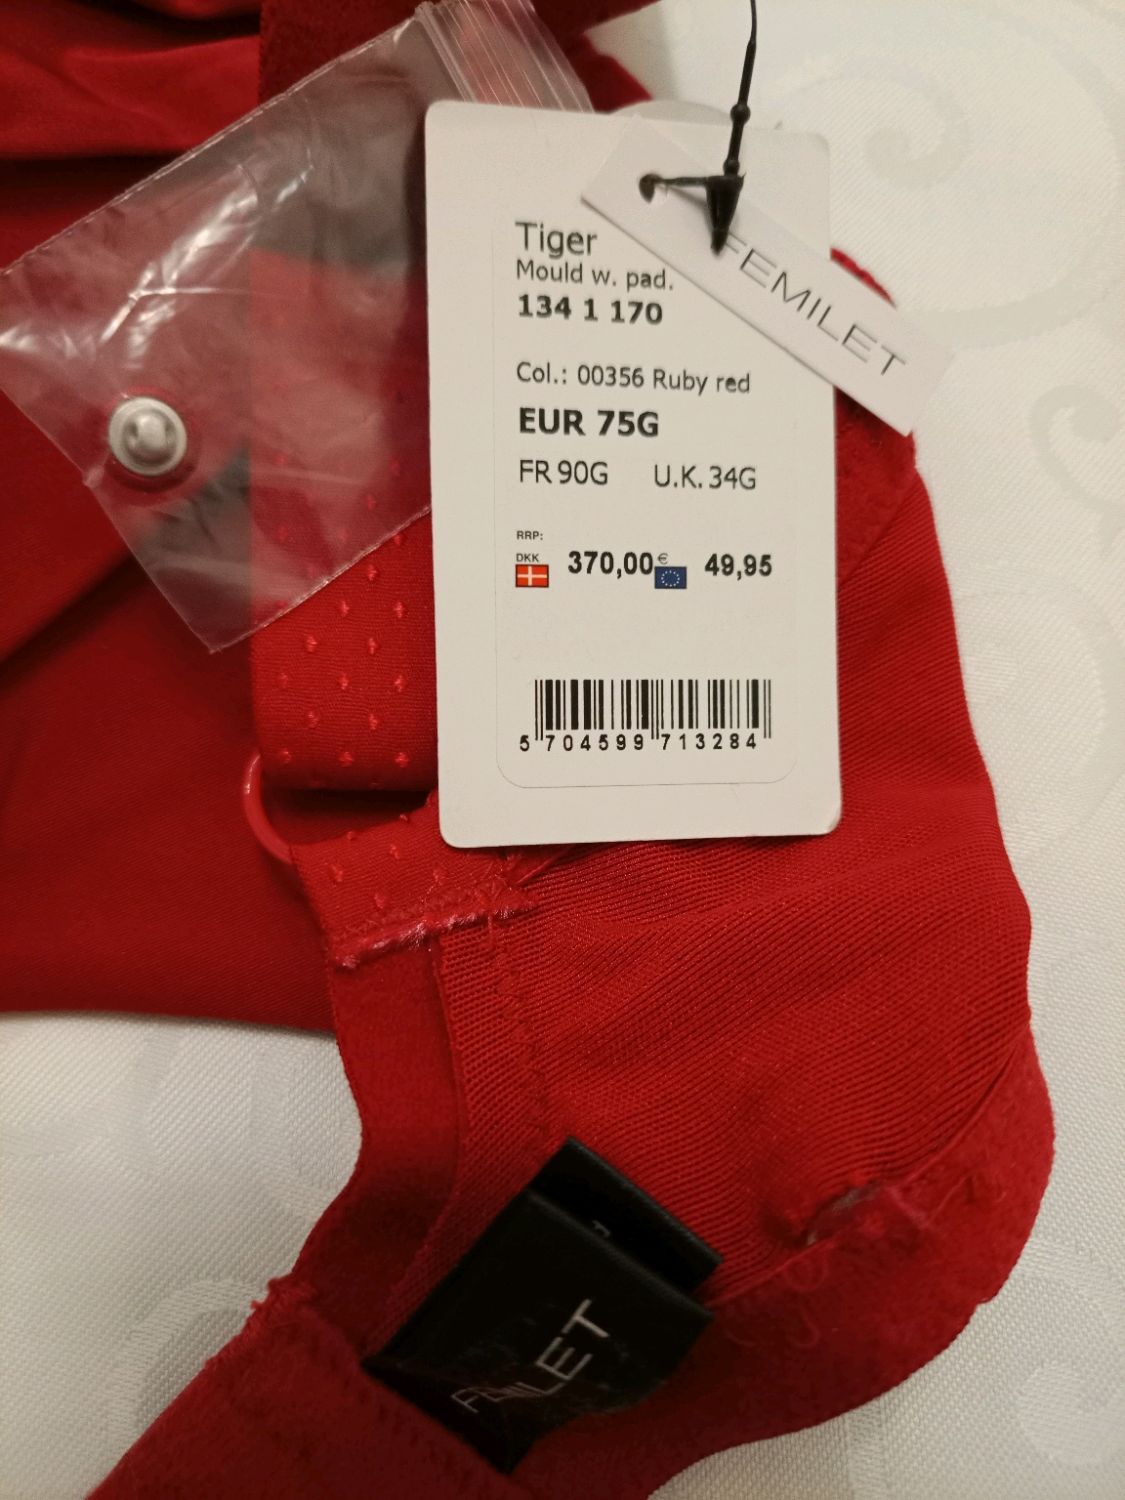 FEMILET
Tiger
Mould w. pad.
134 1 170
Col.: 00356 Ruby red
EUR 75G
FR 90G U.K. 34G
RRP:
DKK 370,00 € 49,95
5 704599 713284
FEMILET